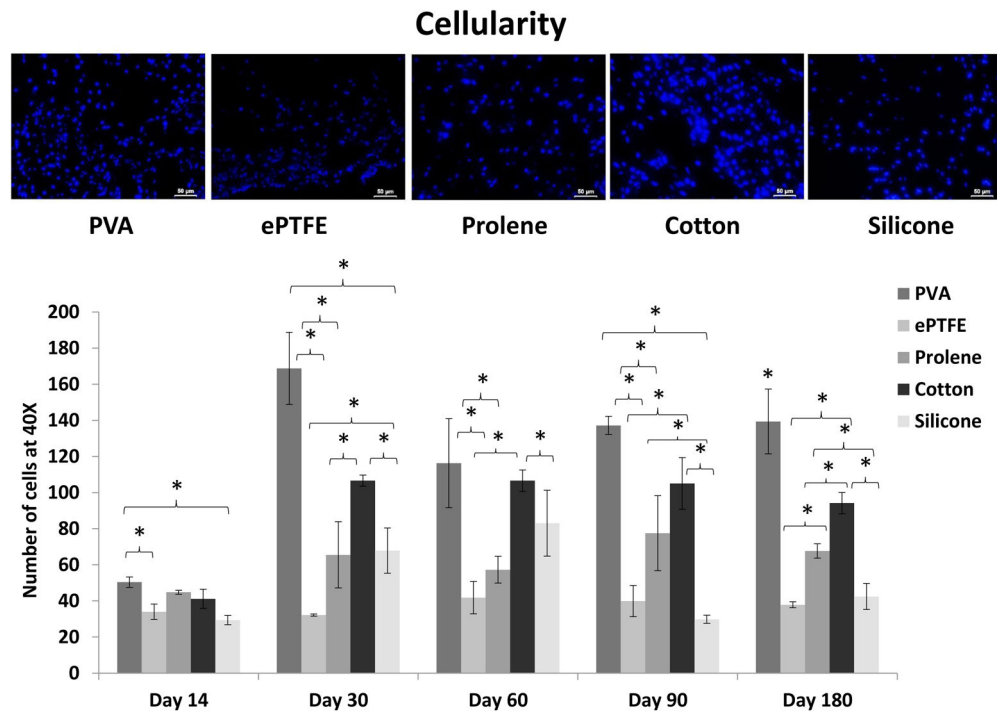 Cellularity
50 µm 50 µm 50 µm 50 µm 50 µm
PVA ePTFE Prolene Cotton Silicone
Number of cells at 40X
200
180
160
140
120
100
80
60
40
20
0
* * * * * * *
* * * * * * *
* * * * * * *
* * * * * *
PVA
ePTFE
Prolene
Cotton
Silicone
Day 14 Day 30 Day 60 Day 90 Day 180